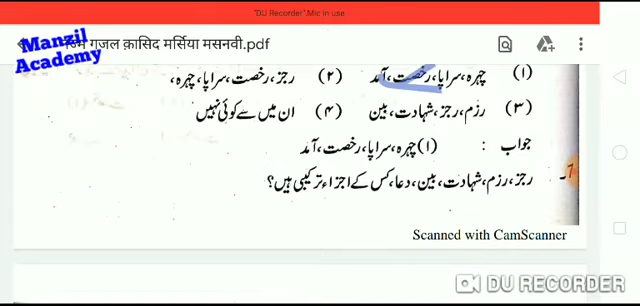 "DU Recorder".Mic in use
Manzil Academy
गजल क़ासिद मर्सिया मसनवी.pdf
(۱) چہرہ،سراپا،رخصت،آمد (۲) رجز،رخصت،سراپا،چہرہ،
(۳) رزم،رجز،شہادت،بین (۴) ان میں سے کوئی نہیں
جواب : (۱) چہرہ،سراپا،رخصت،آمد
7۔ رجز،رزم،شہادت،بین،دعا،کس کے اجزاء ترکیبی ہیں؟
Scanned with CamScanner
DU RECORDER